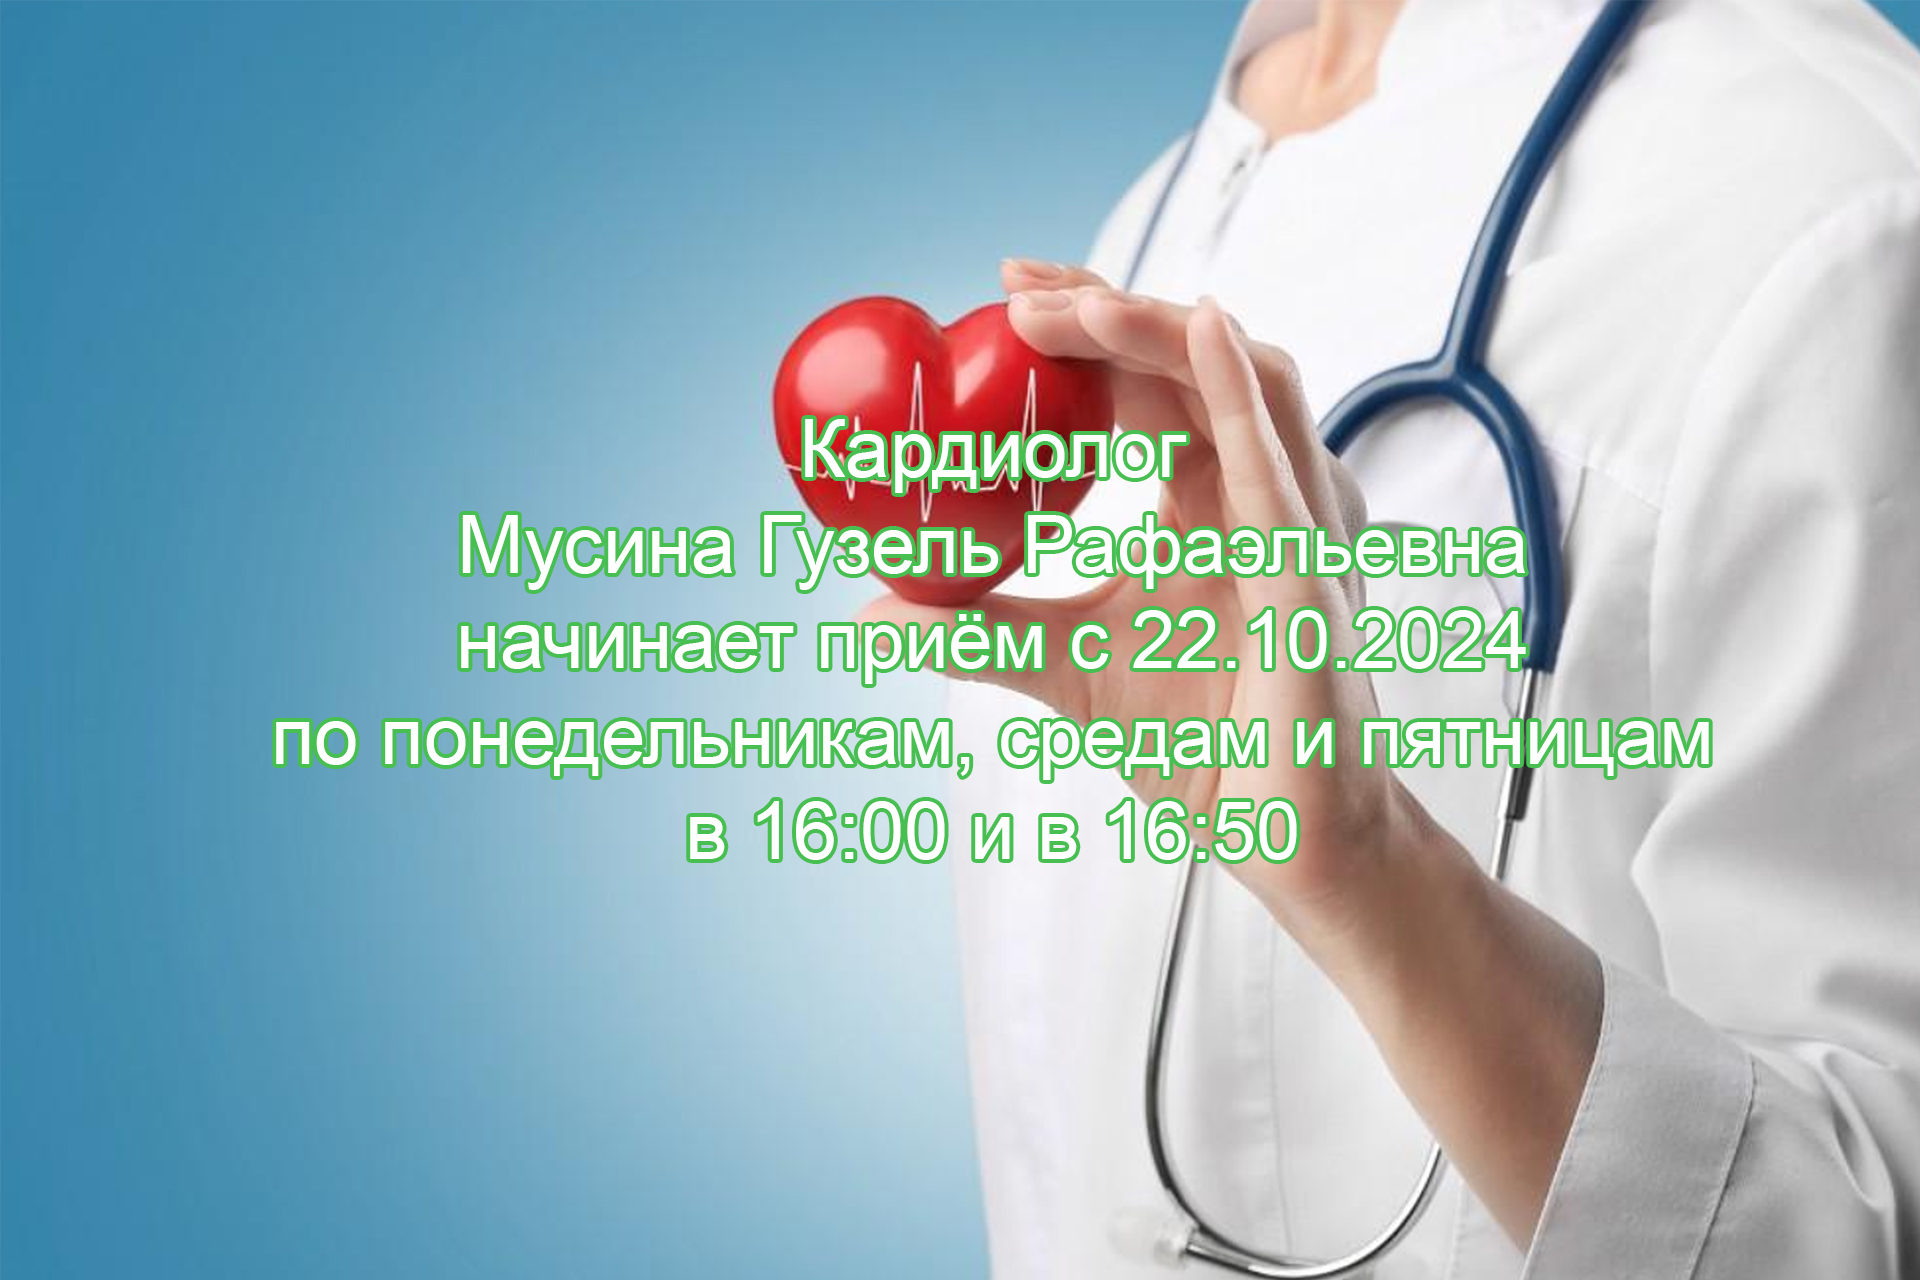 Кардиолог
Мусина Гузель Рафаэльевна
начинает приём с 22.10.2024
по понедельникам, средам и пятницам
в 16:00 и в 16:50